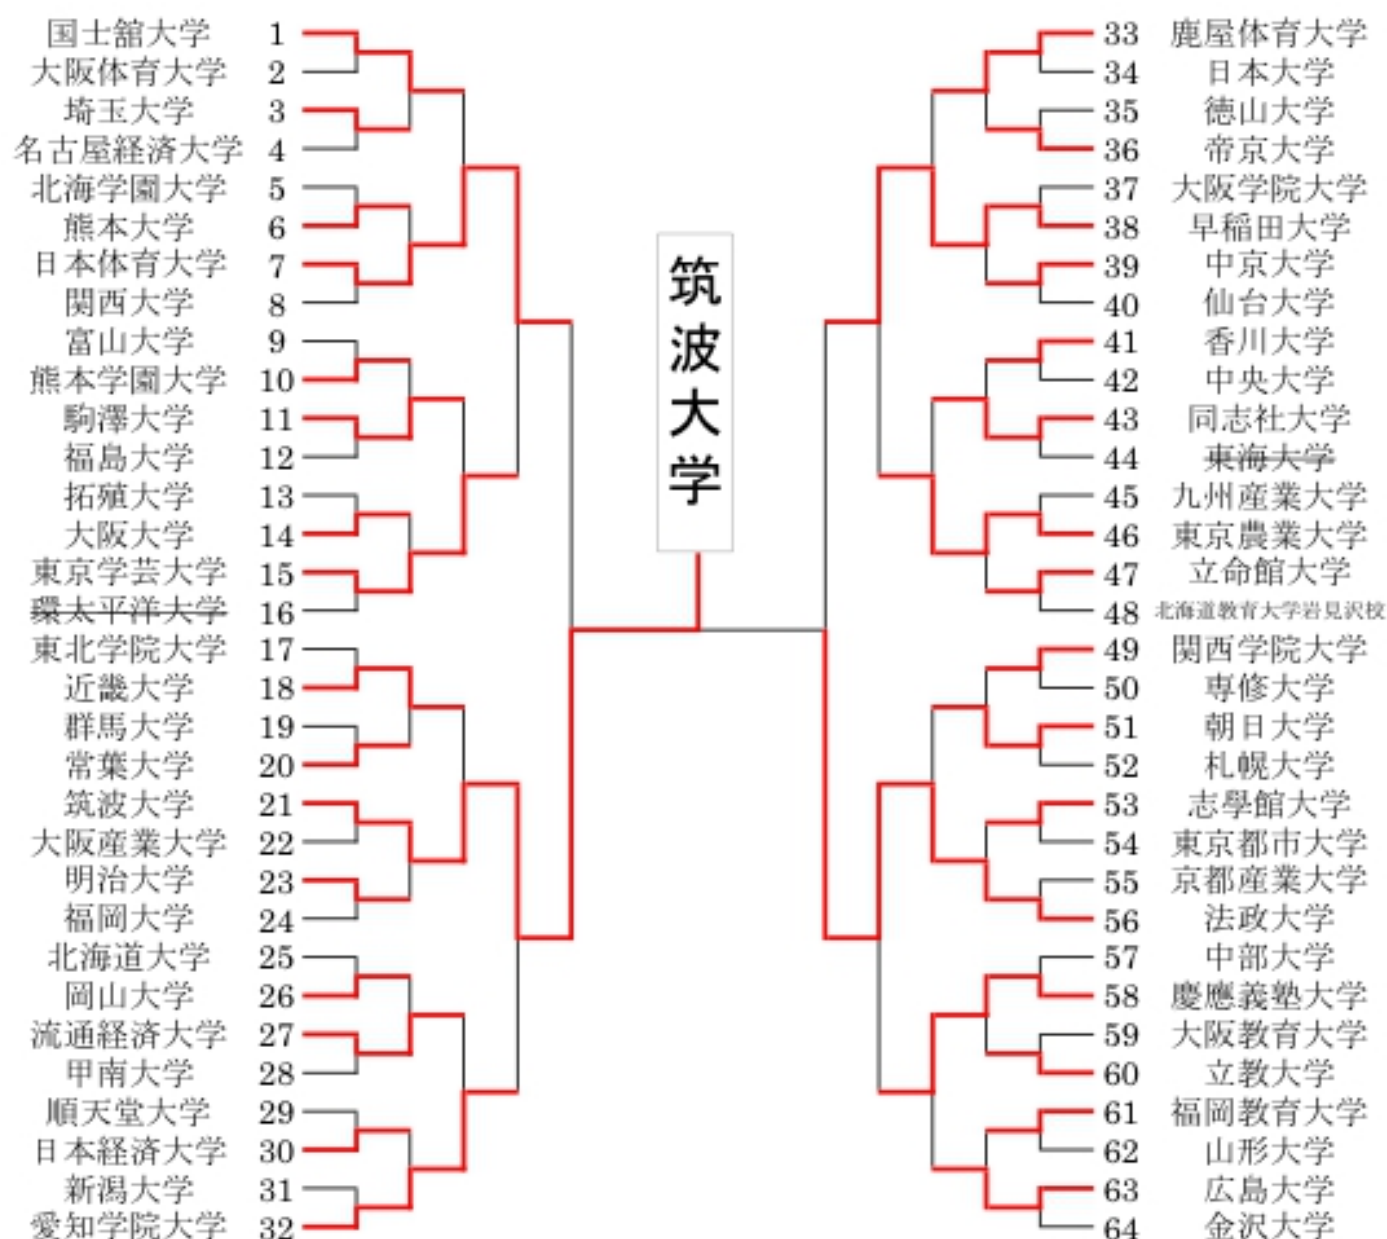 国士舘大学 1
大阪体育大学 2
埼玉大学 3
名古屋経済大学 4
北海学園大学 5
熊本大学 6
日本体育大学 7
関西大学 8
富山大学 9
熊本学園大学 10
駒澤大学 11
福島大学 12
拓殖大学 13
大阪大学 14
東京学芸大学 15
環太平洋大学 16
東北学院大学 17
近畿大学 18
群馬大学 19
常葉大学 20
筑波大学 21
大阪産業大学 22
明治大学 23
福岡大学 24
北海道大学 25
岡山大学 26
流通経済大学 27
甲南大学 28
順天堂大学 29
日本経済大学 30
新潟大学 31
愛知学院大学 32
筑波大学
33 鹿屋体育大学
34 日本大学
35 徳山大学
36 帝京大学
37 大阪学院大学
38 早稲田大学
39 中京大学
40 仙台大学
41 香川大学
42 中央大学
43 同志社大学
44 東海大学
45 九州産業大学
46 東京農業大学
47 立命館大学
48 北海道教育大学岩見沢校
49 関西学院大学
50 専修大学
51 朝日大学
52 札幌大学
53 志學館大学
54 東京都市大学
55 京都産業大学
56 法政大学
57 中部大学
58 慶應義塾大学
59 大阪教育大学
60 立教大学
61 福岡教育大学
62 山形大学
63 広島大学
64 金沢大学